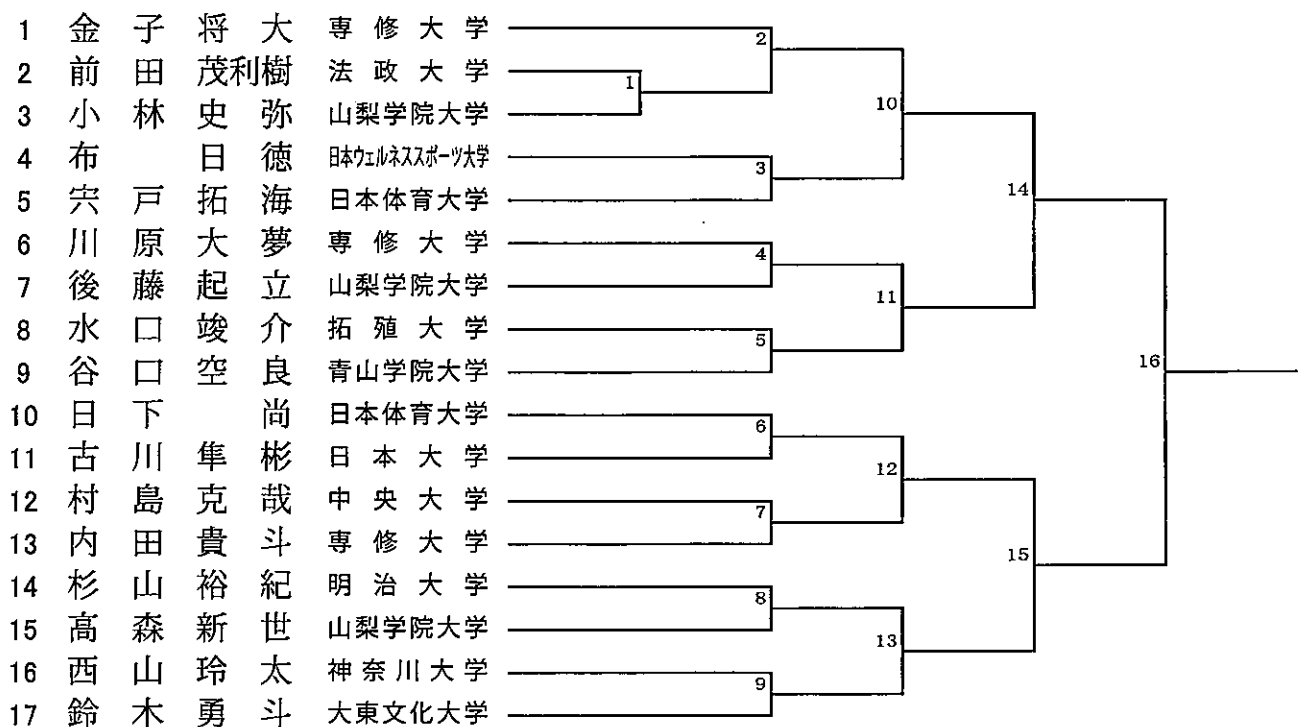 1 金子将大 専修大学
2 前田茂利樹 法政大学
3 小林史弥 山梨学院大学
4 布日徳 日本ウェルネススポーツ大学
5 宍戸拓海 日本体育大学
6 川原大夢 専修大学
7 後藤起立 山梨学院大学
8 水口竣介 拓殖大学
9 谷口空良 青山学院大学
10 日下尚 日本体育大学
11 古川隼彬 日本大学
12 村島克哉 中央大学
13 内田貴斗 専修大学
14 杉山裕紀 明治大学
15 髙森新世 山梨学院大学
16 西山玲太 神奈川大学
17 鈴木勇斗 大東文化大学
1
2
3
4
5
6
7
8
9
10
11
12
13
14
15
16